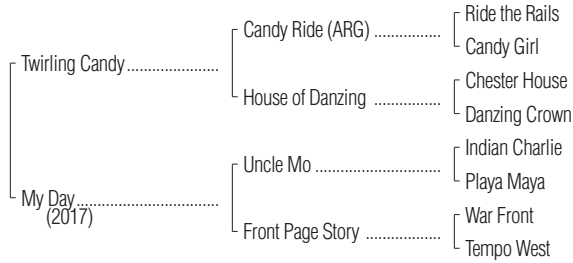 Ride the Rails
Candy Ride (ARG) ................
Candy Girl
Twirling Candy ......................
Chester House
House of Danzing ................
Danzing Crown
Indian Charlie
Uncle Mo ..............................
Playa Maya
My Day ..................................
(2017)
War Front
Front Page Story ..................
Tempo West